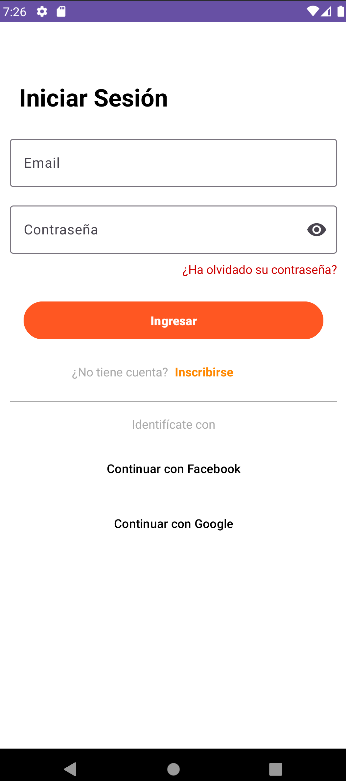 7:26
Iniciar Sesión
Email
Contraseña
¿Ha olvidado su contraseña?
Ingresar
¿No tiene cuenta? Inscribirse
Identifícate con
Continuar con Facebook
Continuar con Google